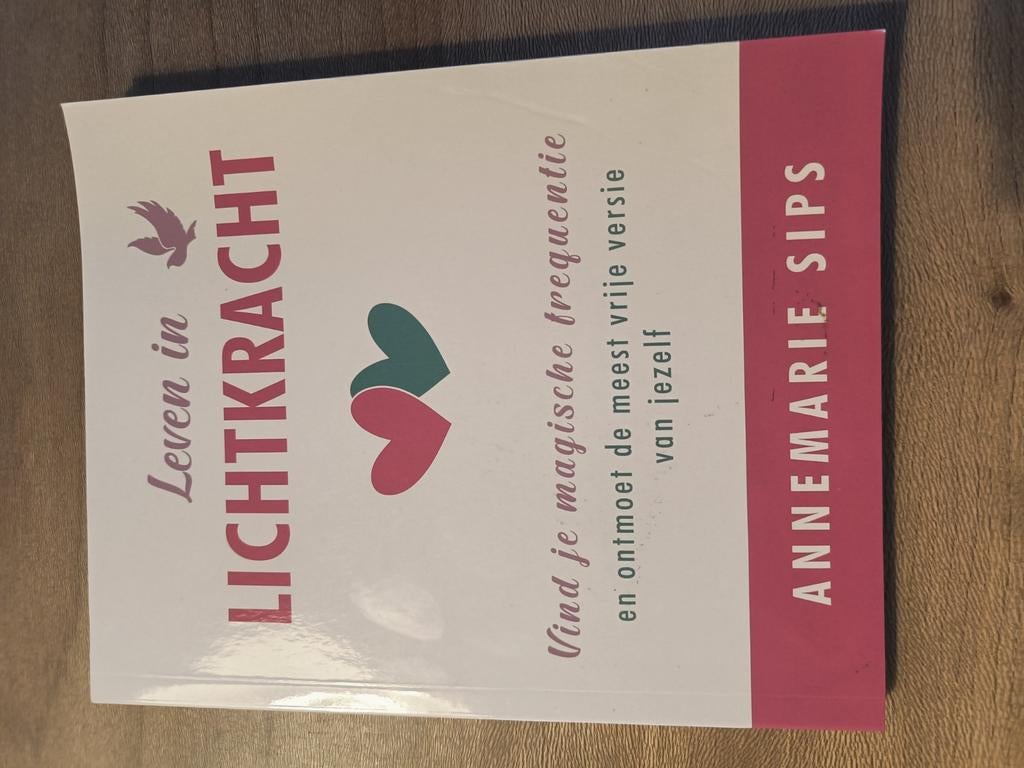 Leven in
LICHTKRACHT
Vind je magische frequentie
en ontmoet de meest vrije versie
van jezelf
ANNEMARIE SIPS